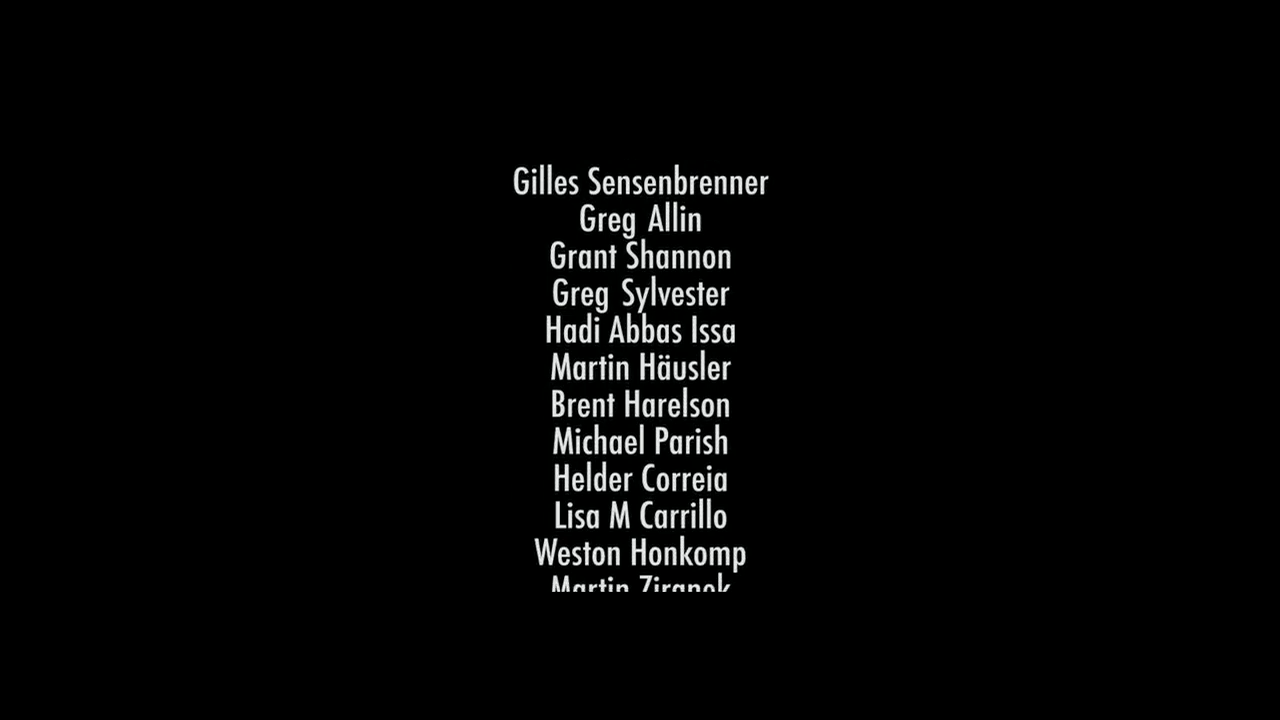 Gilles Sensenbrenner
Greg Allin
Grant Shannon
Greg Sylvester
Hadi Abbas Issa
Martin Häusler
Brent Harelson
Michael Parish
Helder Correia
Lisa M Carrillo
Weston Honkomp
Martin